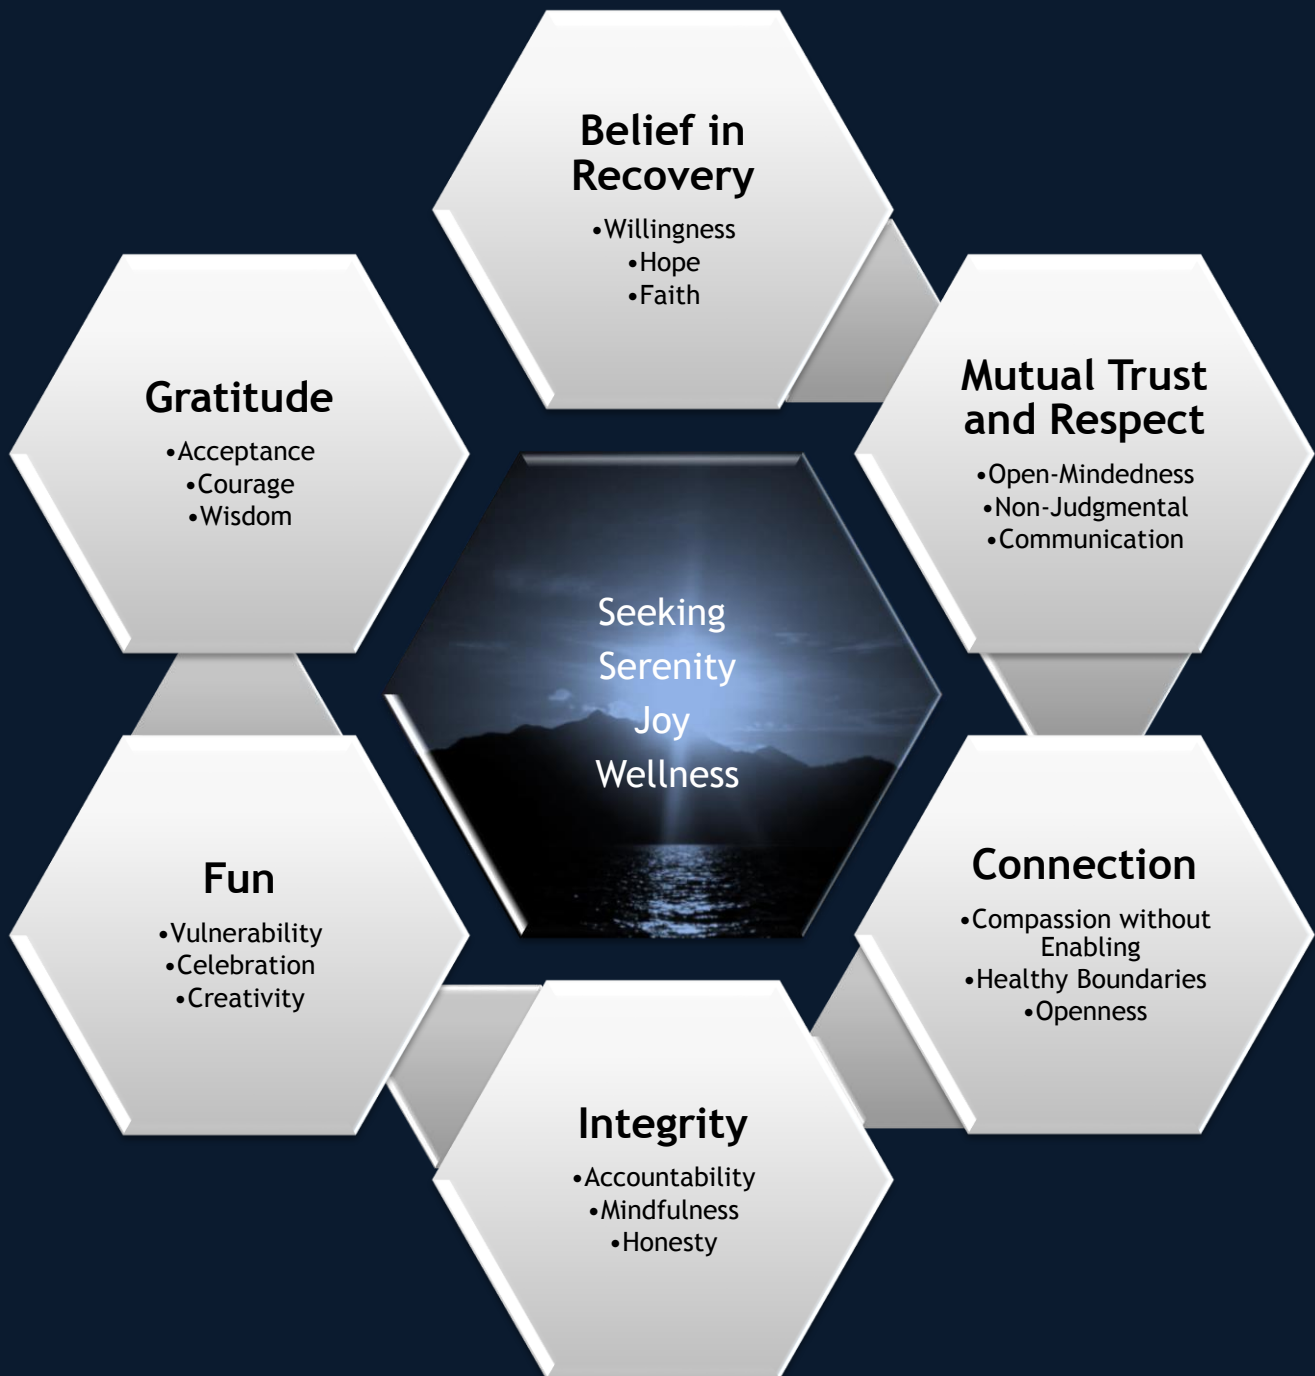 Belief in
Recovery
•Willingness
•Hope
•Faith
Mutual Trust
and Respect
•Open-Mindedness
•Non-Judgmental
•Communication
Connection
•Compassion without
Enabling
•Healthy Boundaries
•Openness
Integrity
•Accountability
•Mindfulness
•Honesty
Fun
•Vulnerability
•Celebration
•Creativity
Gratitude
•Acceptance
•Courage
•Wisdom
Seeking
Serenity
Joy
Wellness